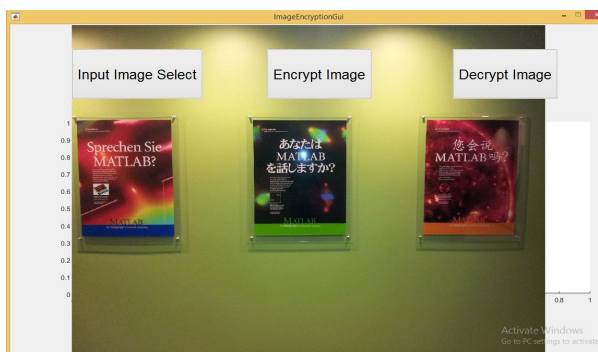 ImageEncryptionGui
Input Image Select
Encrypt Image
Decrypt Image
1
0.9
0.8
0.7
0.6
0.5
0.4
0.3
0.2
0.1
0
Sprechen Sie
MATLAB?
MATLAB
あなたは
MATLAB
を話しますか?
MATLAB
您会说
MATLAB吗?
MATLAB
0.8
1
Activate Windows
Go to PC settings to activate